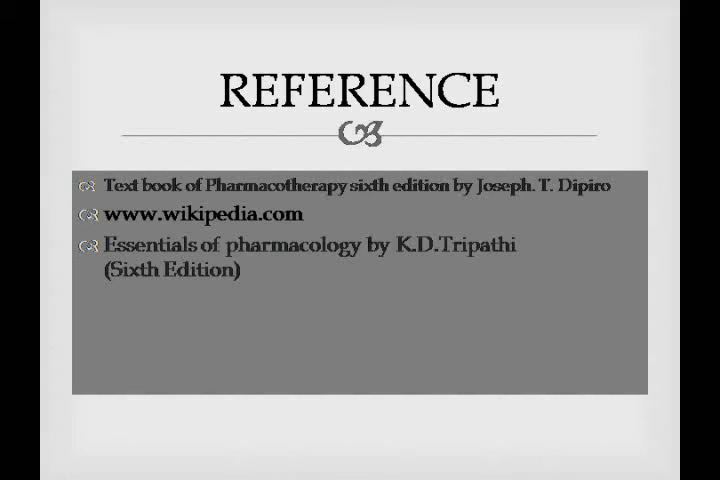 REFERENCE
Text book of Pharmacotherapy sixth edition by Joseph. T. Dipiro
www.wikipedia.com
Essentials of pharmacology by K.D.Tripathi
(Sixth Edition)